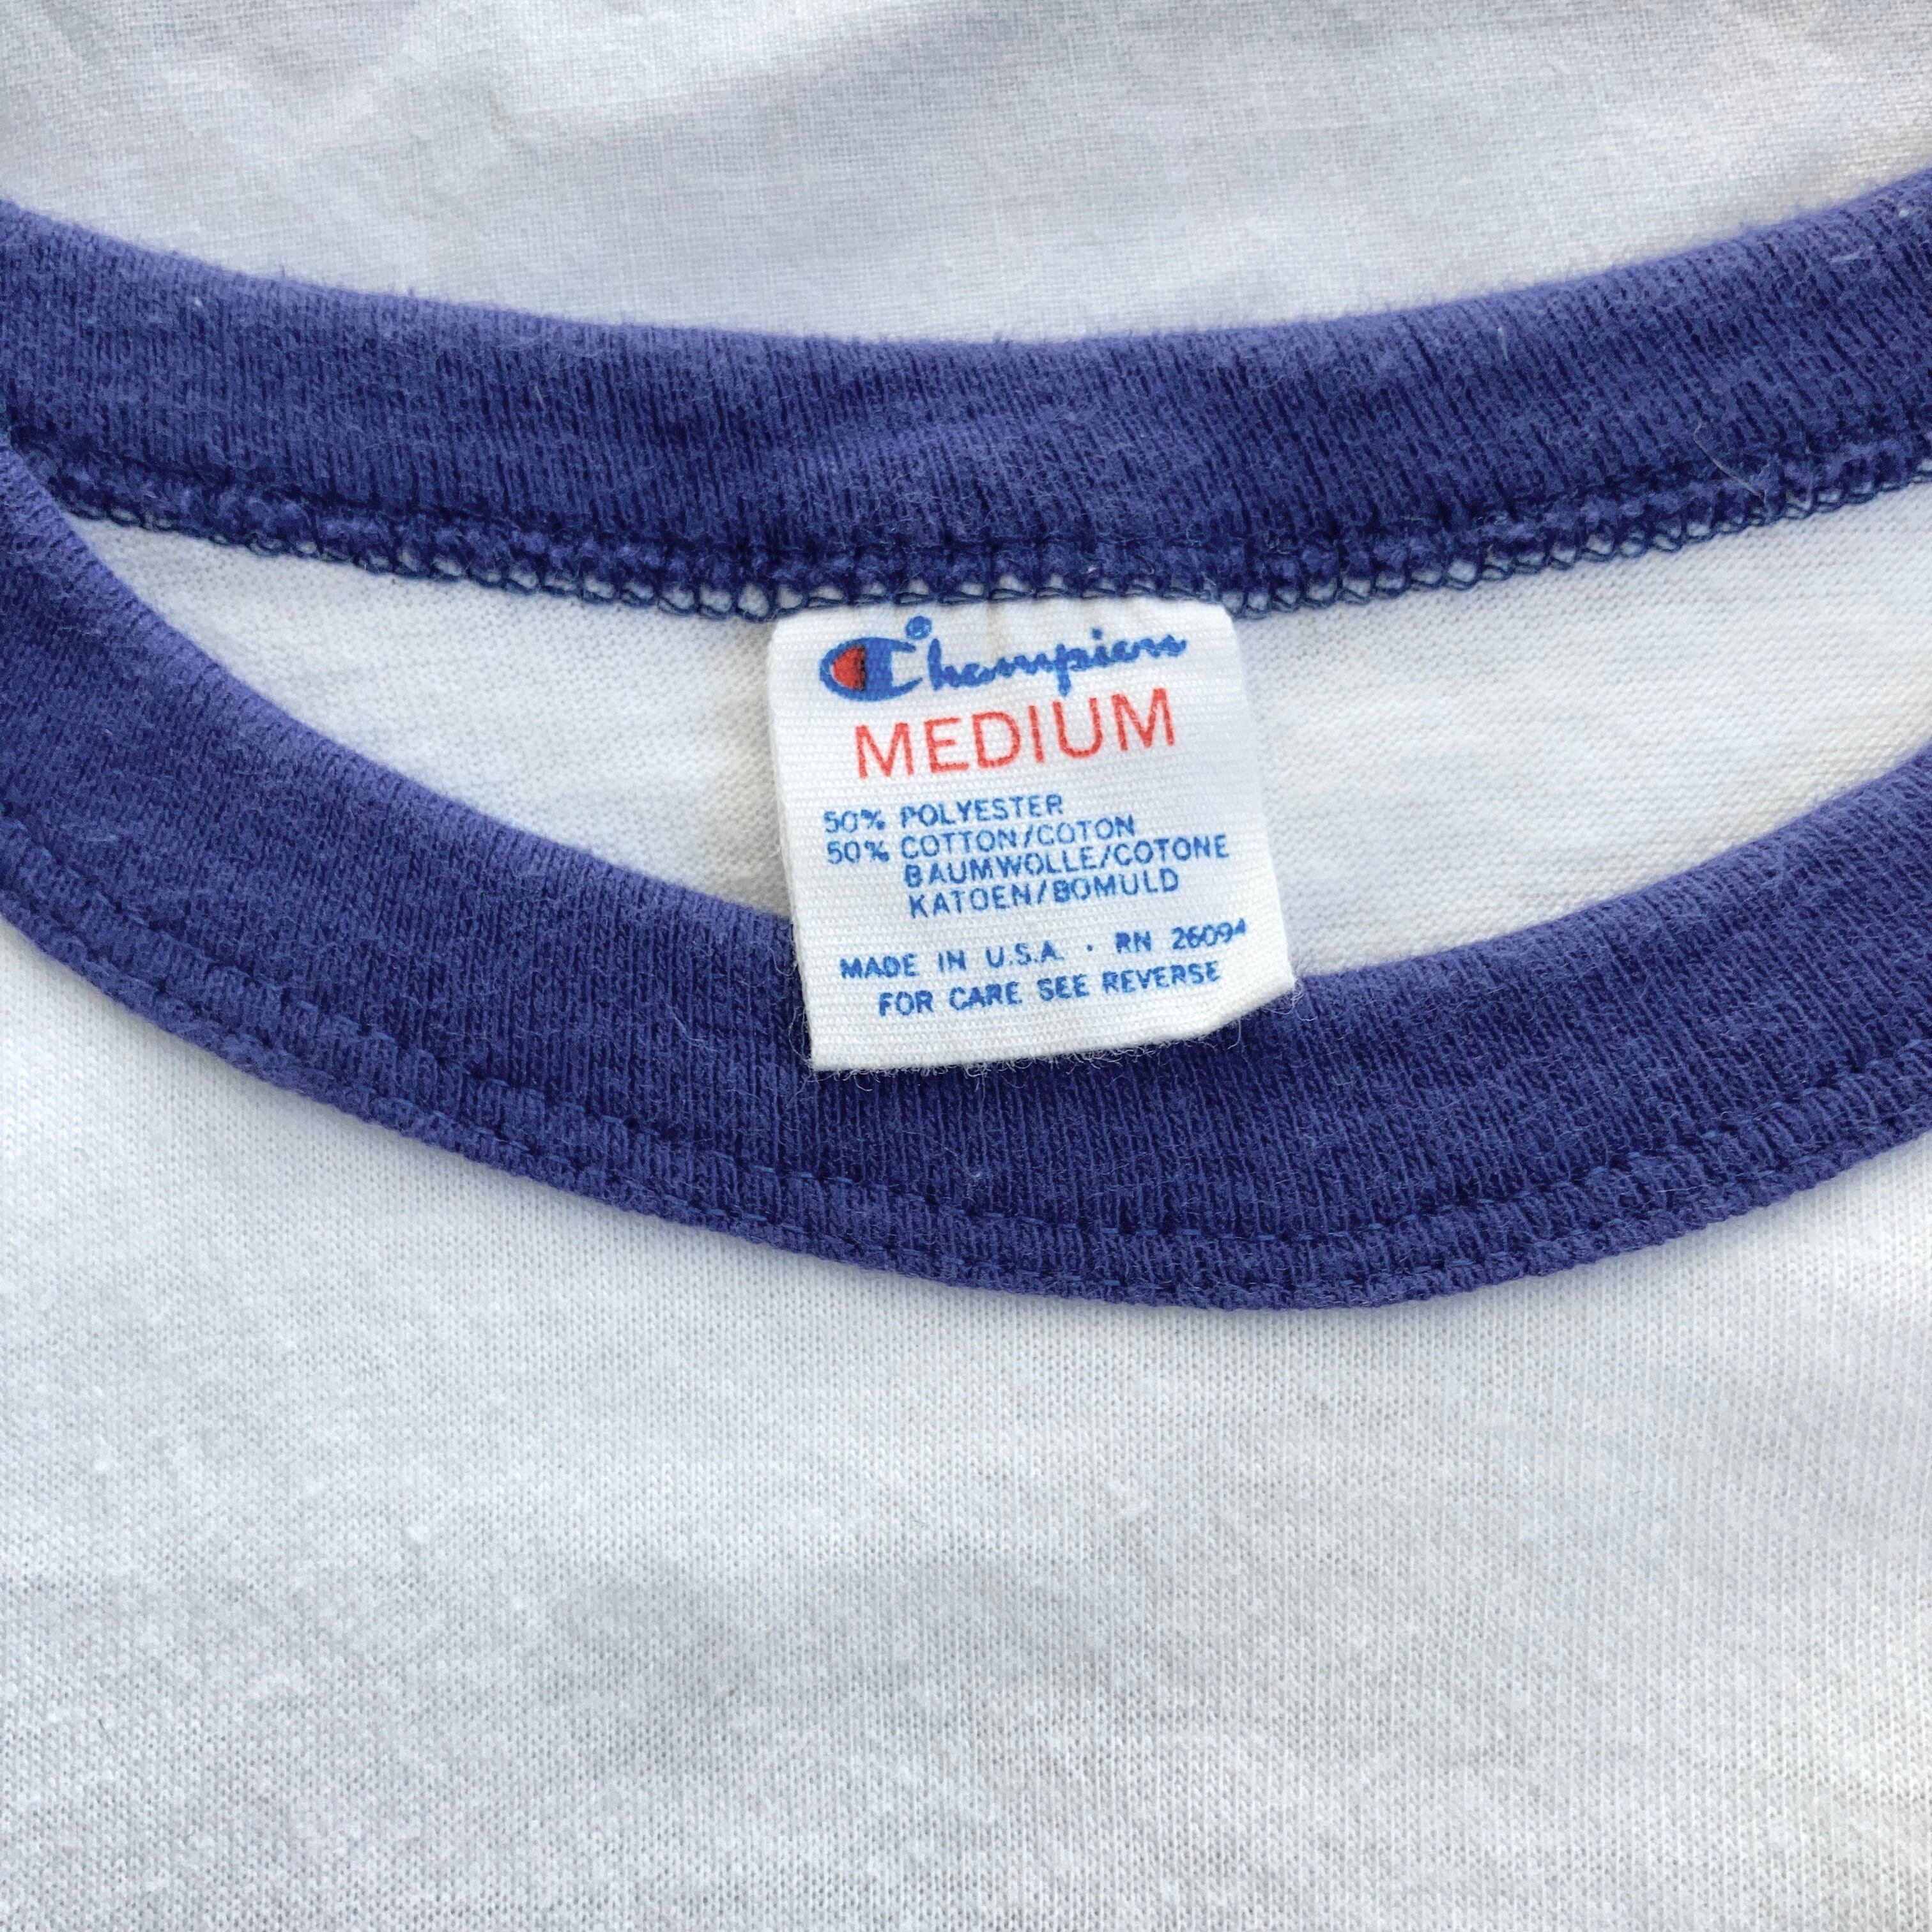 Champion®
MEDIUM
50% POLYESTER
50% COTTON/COTON
BAUMWOLLE/COTONE
KATOEN/BOMULD
MADE IN U.S.A. · RN 26094
FOR CARE SEE REVERSE